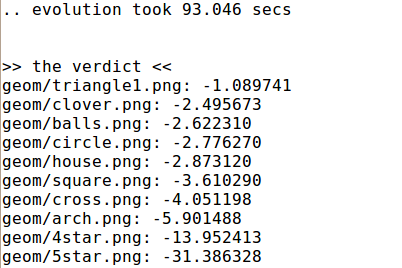 .. evolution took 93.046 secs
>> the verdict <<
geom/triangle1.png: -1.089741
geom/clover.png: -2.495673
geom/balls.png: -2.622310
geom/circle.png: -2.776270
geom/house.png: -2.873120
geom/square.png: -3.610290
geom/cross.png: -4.051198
geom/arch.png: -5.901488
geom/4star.png: -13.952413
geom/5star.png: -31.386328